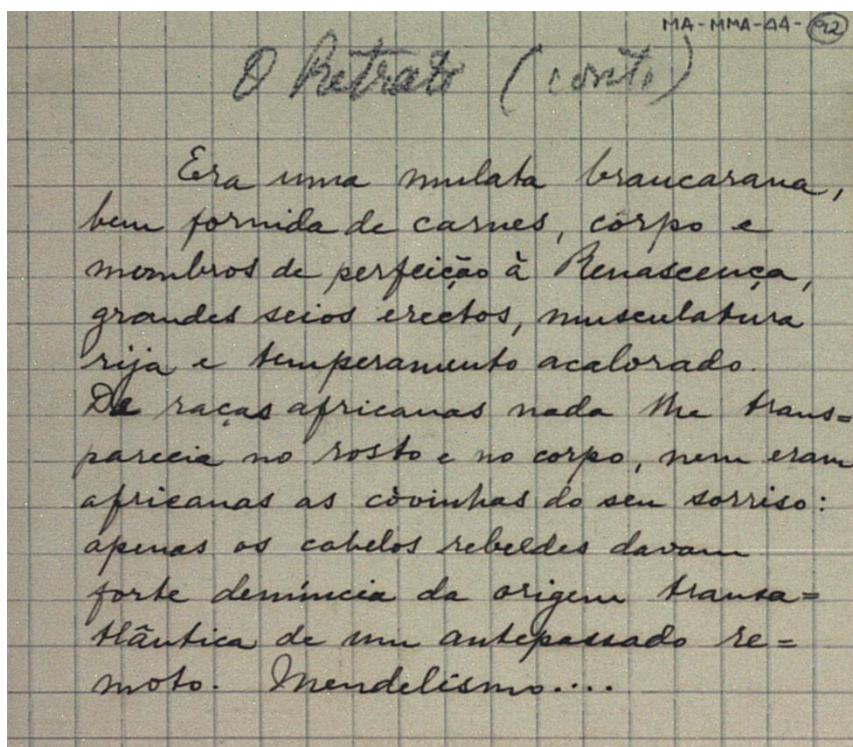 MA-MMA-44-92
O Retrato (conto)
Era uma mulata brancarana,
bem fornida de carnes, côrpo e
membros de perfeição à Renascença,
grandes seios erectos, musculatura
rija e temperamento acalorado.
De raças africanas nada lhe trans=
parecia no rosto e no corpo, nem eram
africanas as còvinhas do seu sorriso:
apenas os cabelos rebeldes davam
forte denúncia da origem transa=
tlântica de um antepassado re=
moto. Mendelismo....